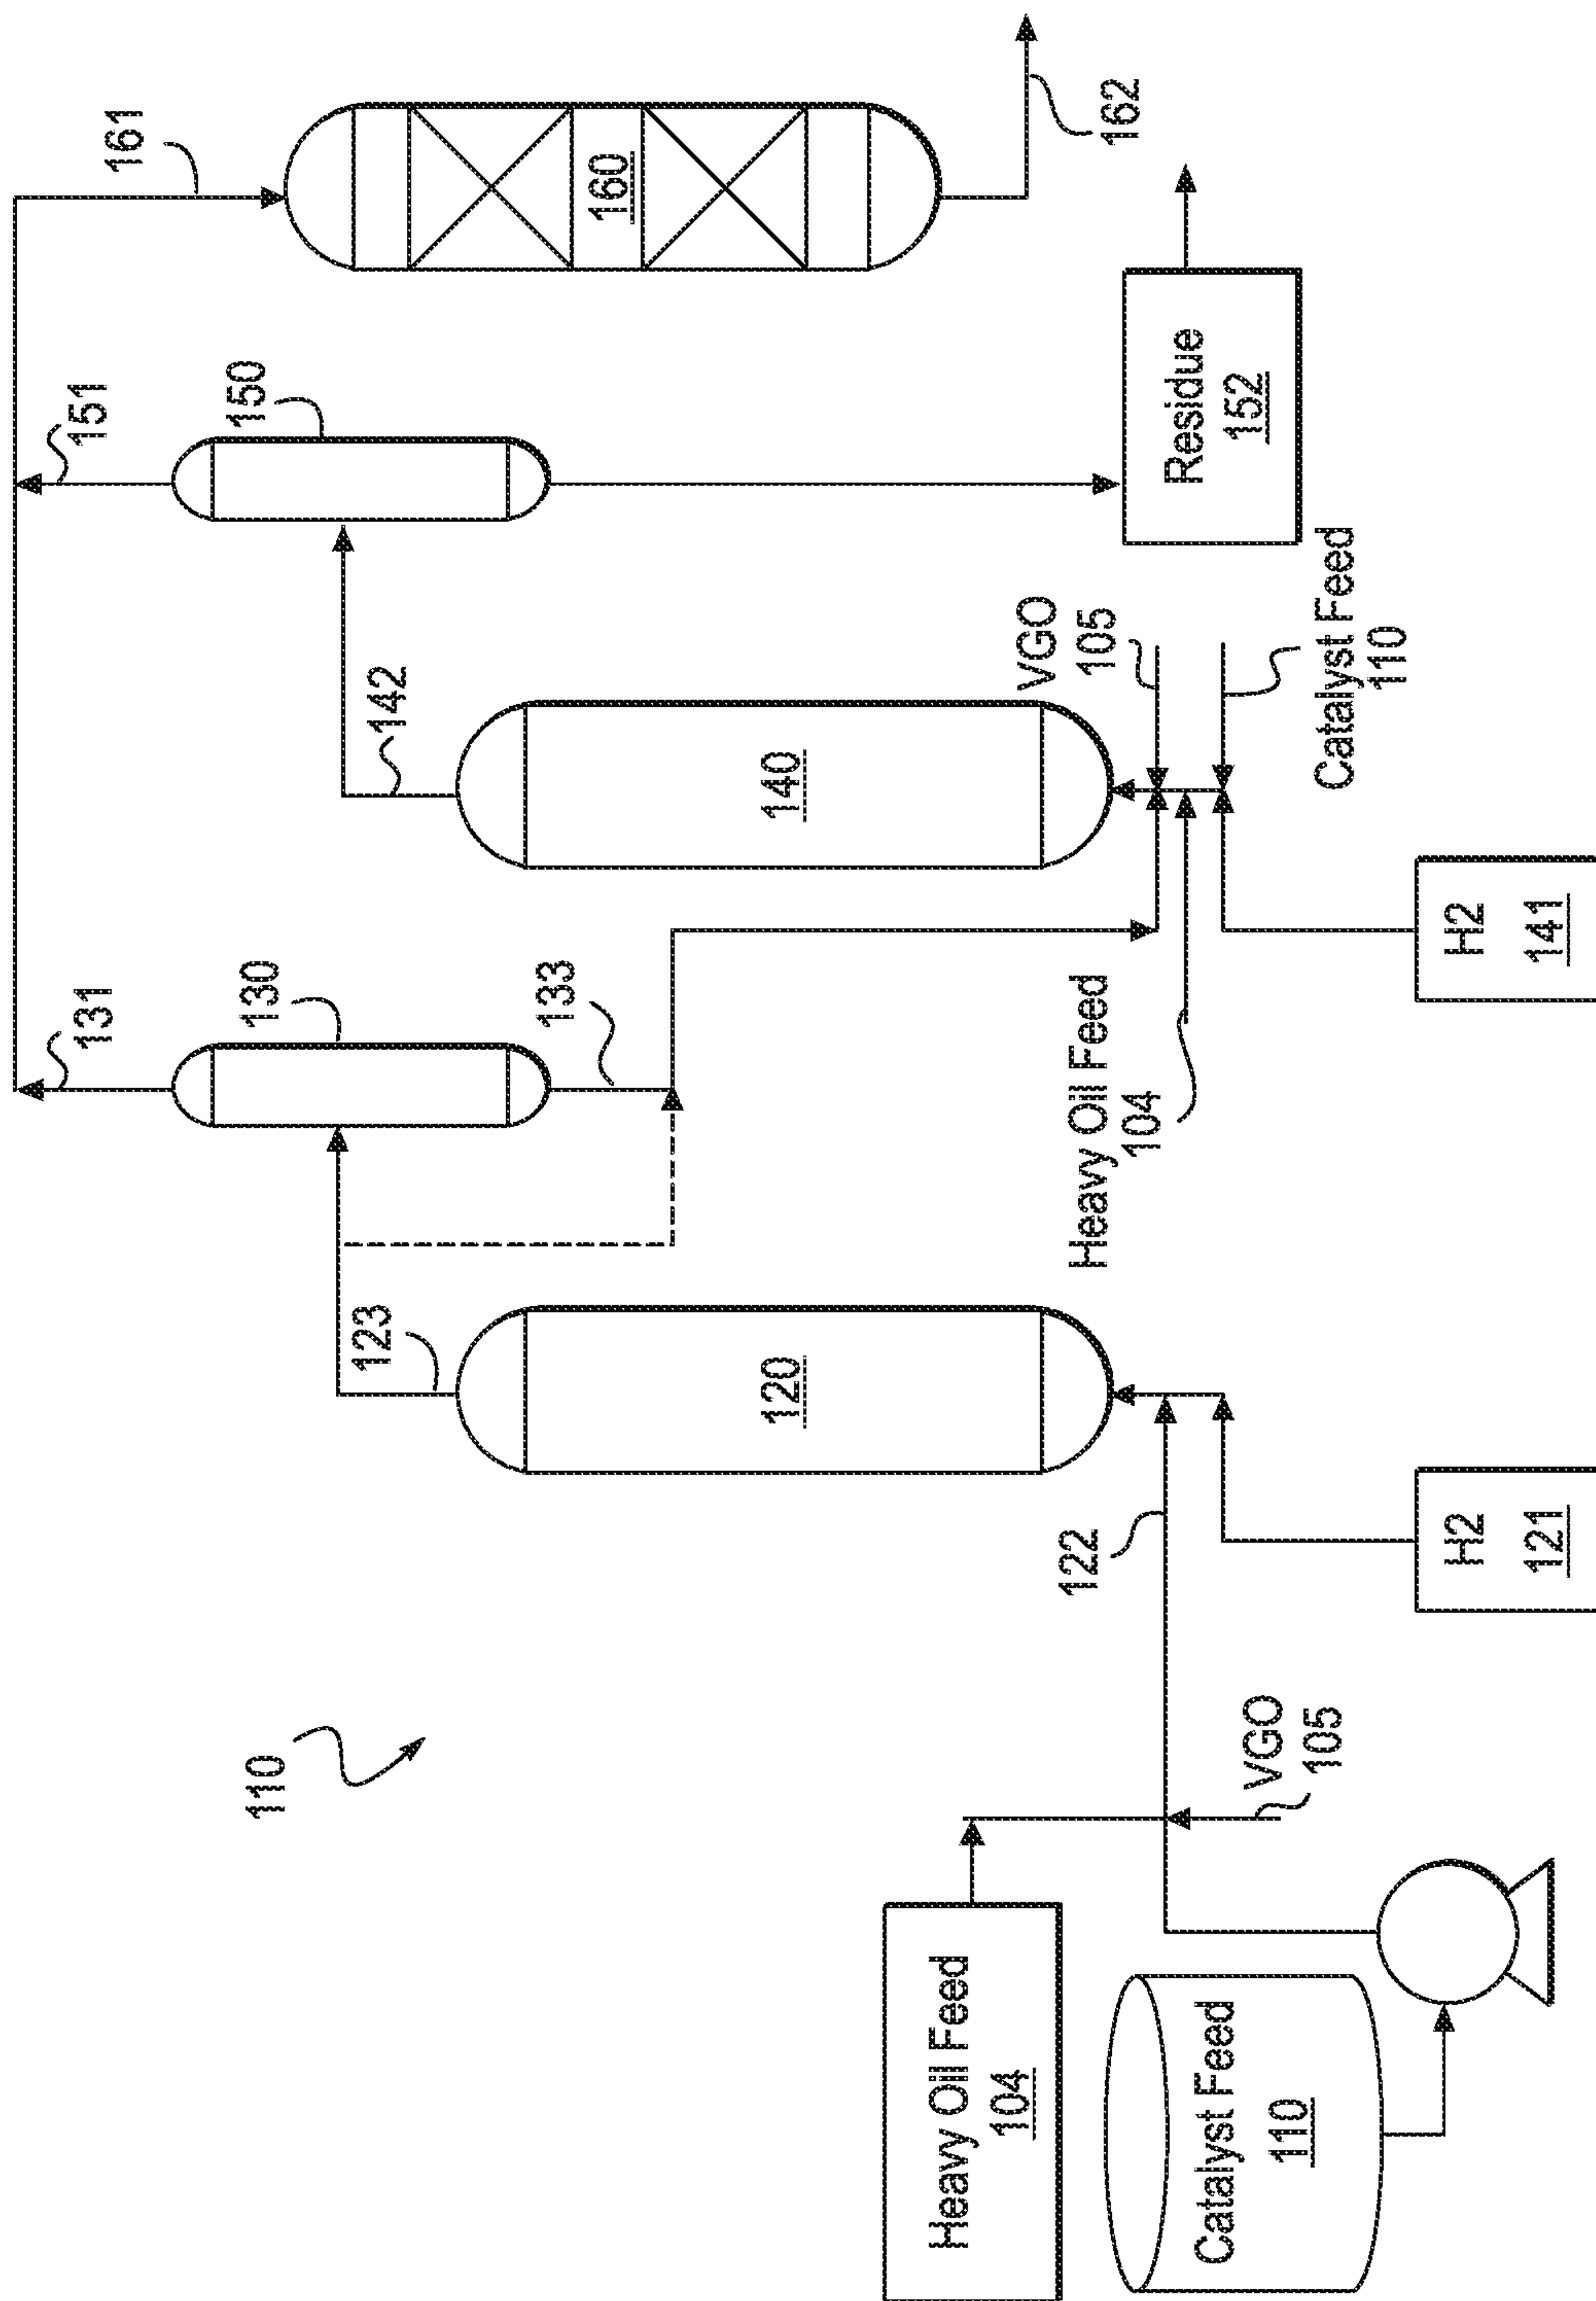 161
151
150
131
130
142
123
133
160
162
140
120
110
VGO
105
Residue
152
Catalyst Feed
110
Heavy Oil Feed
104
H2
141
122
H2
121
VGO
105
Heavy Oil Feed
104
Catalyst Feed
110